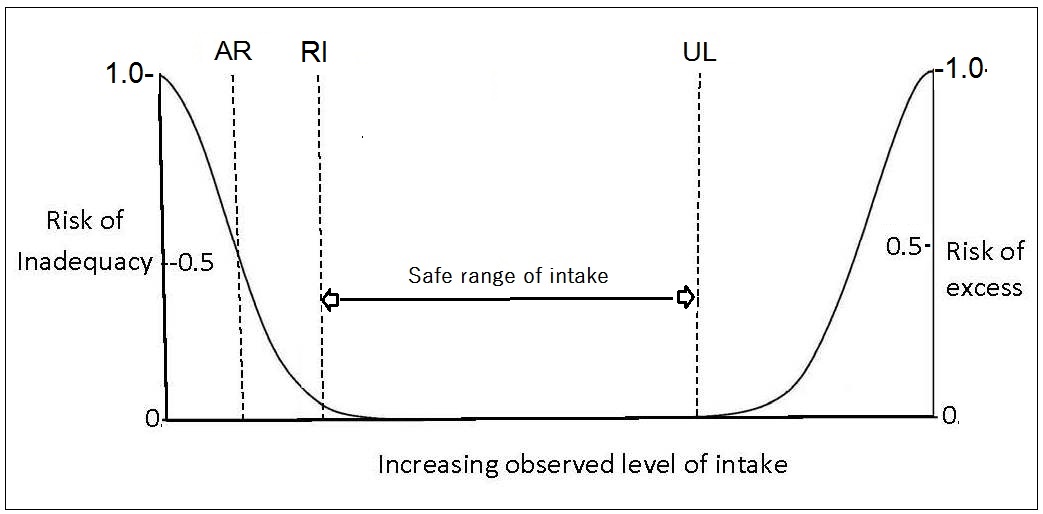 AR RI UL
1.0- -1.0
Risk of
Inadequacy
-0.5
0.5-
Risk of
excess
Safe range of intake
0 0
Increasing observed level of intake